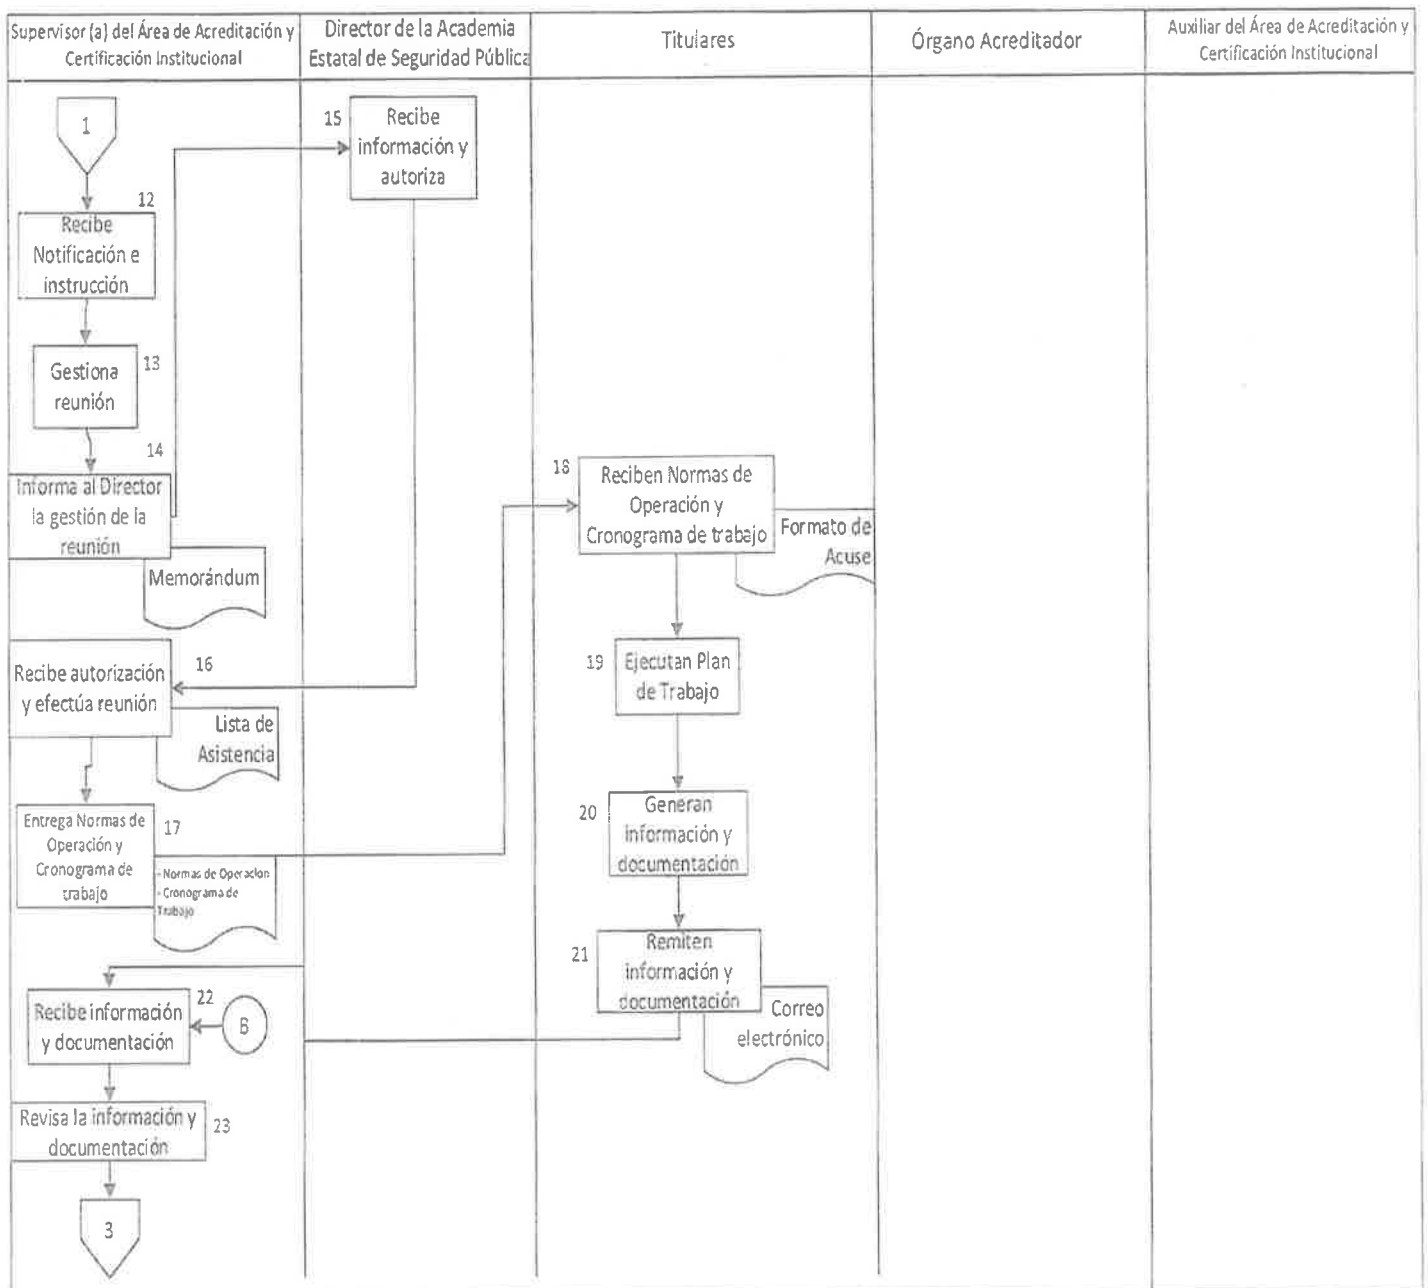 Supervisor (a) del Área de Acreditación y
Certificación Institucional
Director de la Academia
Estatal de Seguridad Pública
Titulares
Órgano Acreditador
Auxiliar del Área de Acreditación y
Certificación Institucional
1
12
Recibe
Notificación e
instrucción
13
Gestiona
reunión
14
Informa al Director
la gestión de la
reunión
Memorándum
15
Recibe
información y
autoriza
16
Recibe autorización
y efectúa reunión
Lista de
Asistencia
17
Entrega Normas de
Operación y
Cronograma de
trabajo
- Normas de Operacion
- Cronograma de
Trabajo
18
Reciben Normas de
Operación y
Cronograma de trabajo
Formato de
Acuse
19
Ejecutan Plan
de Trabajo
20
Generan
información y
documentación
21
Remiten
información y
documentación
Correo
electrónico
22
Recibe información
y documentación
B
Revisa la información y
documentación
23
3